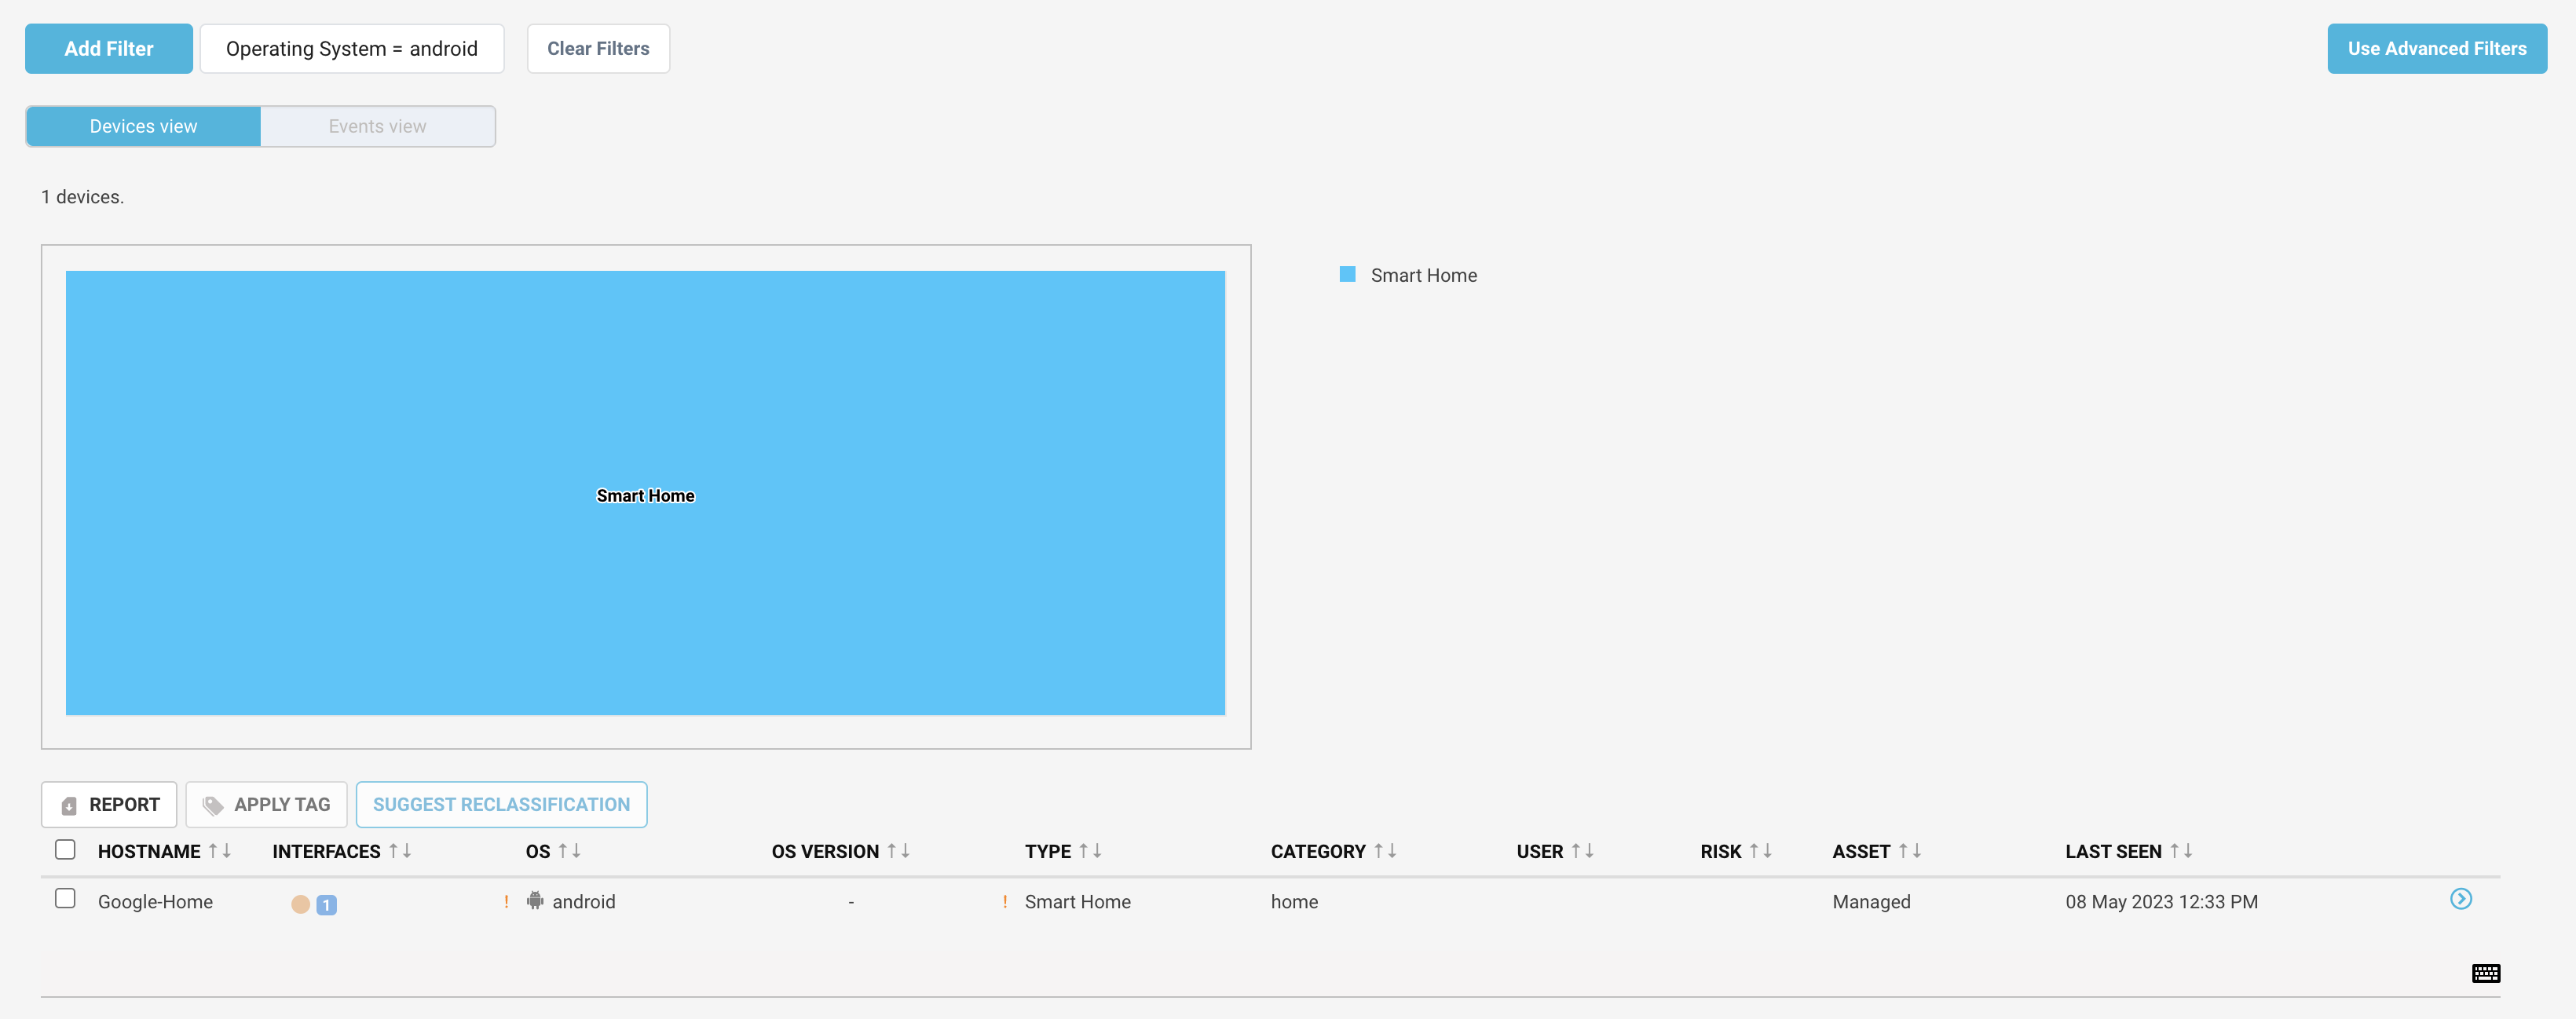 Add Filter Operating System = android Clear Filters Use Advanced Filters
Devices view Events view
1 devices.
Smart Home
Smart Home
REPORT APPLY TAG SUGGEST RECLASSIFICATION
HOSTNAME INTERFACES OS OS VERSION TYPE CATEGORY USER RISK ASSET LAST SEEN
Google-Home 1 ! android - ! Smart Home home Managed 08 May 2023 12:33 PM